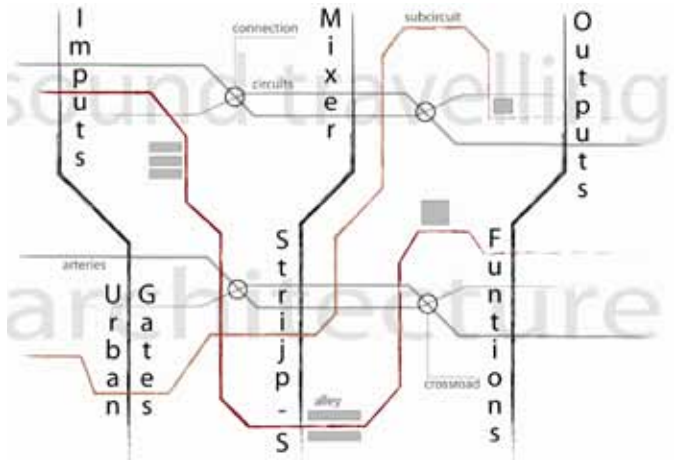 Imputs
Mixer
Outputs
subcircuit
connection
circuits
sound travelling
arteries
Urban
Gates
Strijp-S
Funtions
architecture
alley
crossroad